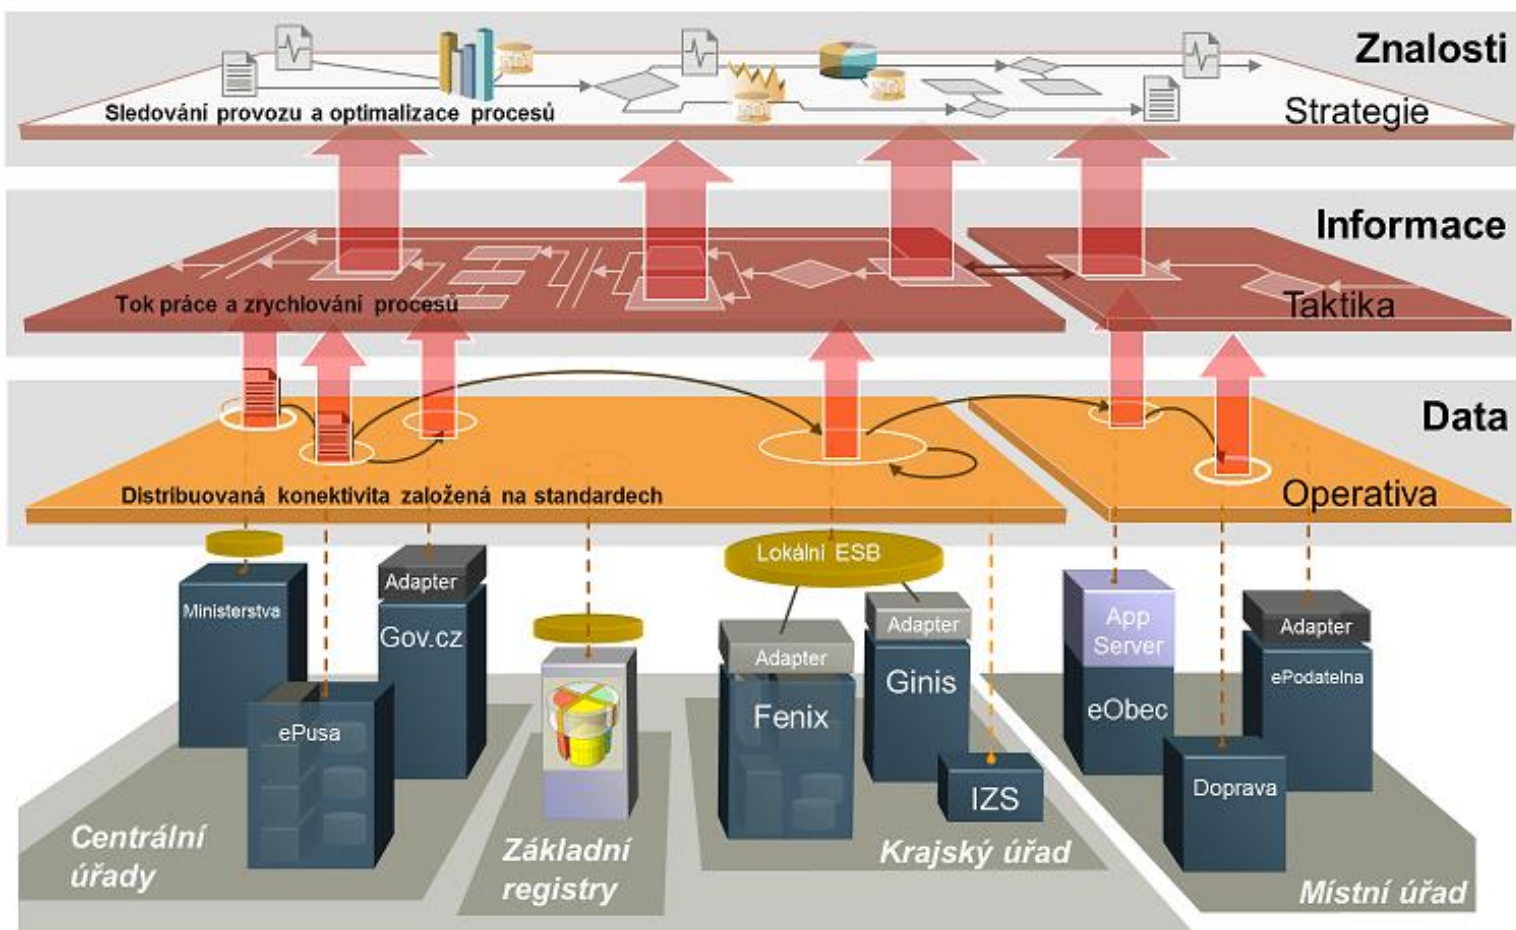 Znalosti
Sledování provozu a optimalizace procesů
Strategie
Informace
Tok práce a zrychlování procesů
Taktika
Data
Distribuovaná konektivita založená na standardech
Operativa
Lokální ESB
Ministerstva
Adapter
Gov.cz
ePusa
Adapter
Fenix
Adapter
Ginis
IZS
App
Server
eObec
Adapter
ePodatelna
Doprava
Centrální
úřady
Základní
registry
Krajský úřad
Místní úřad